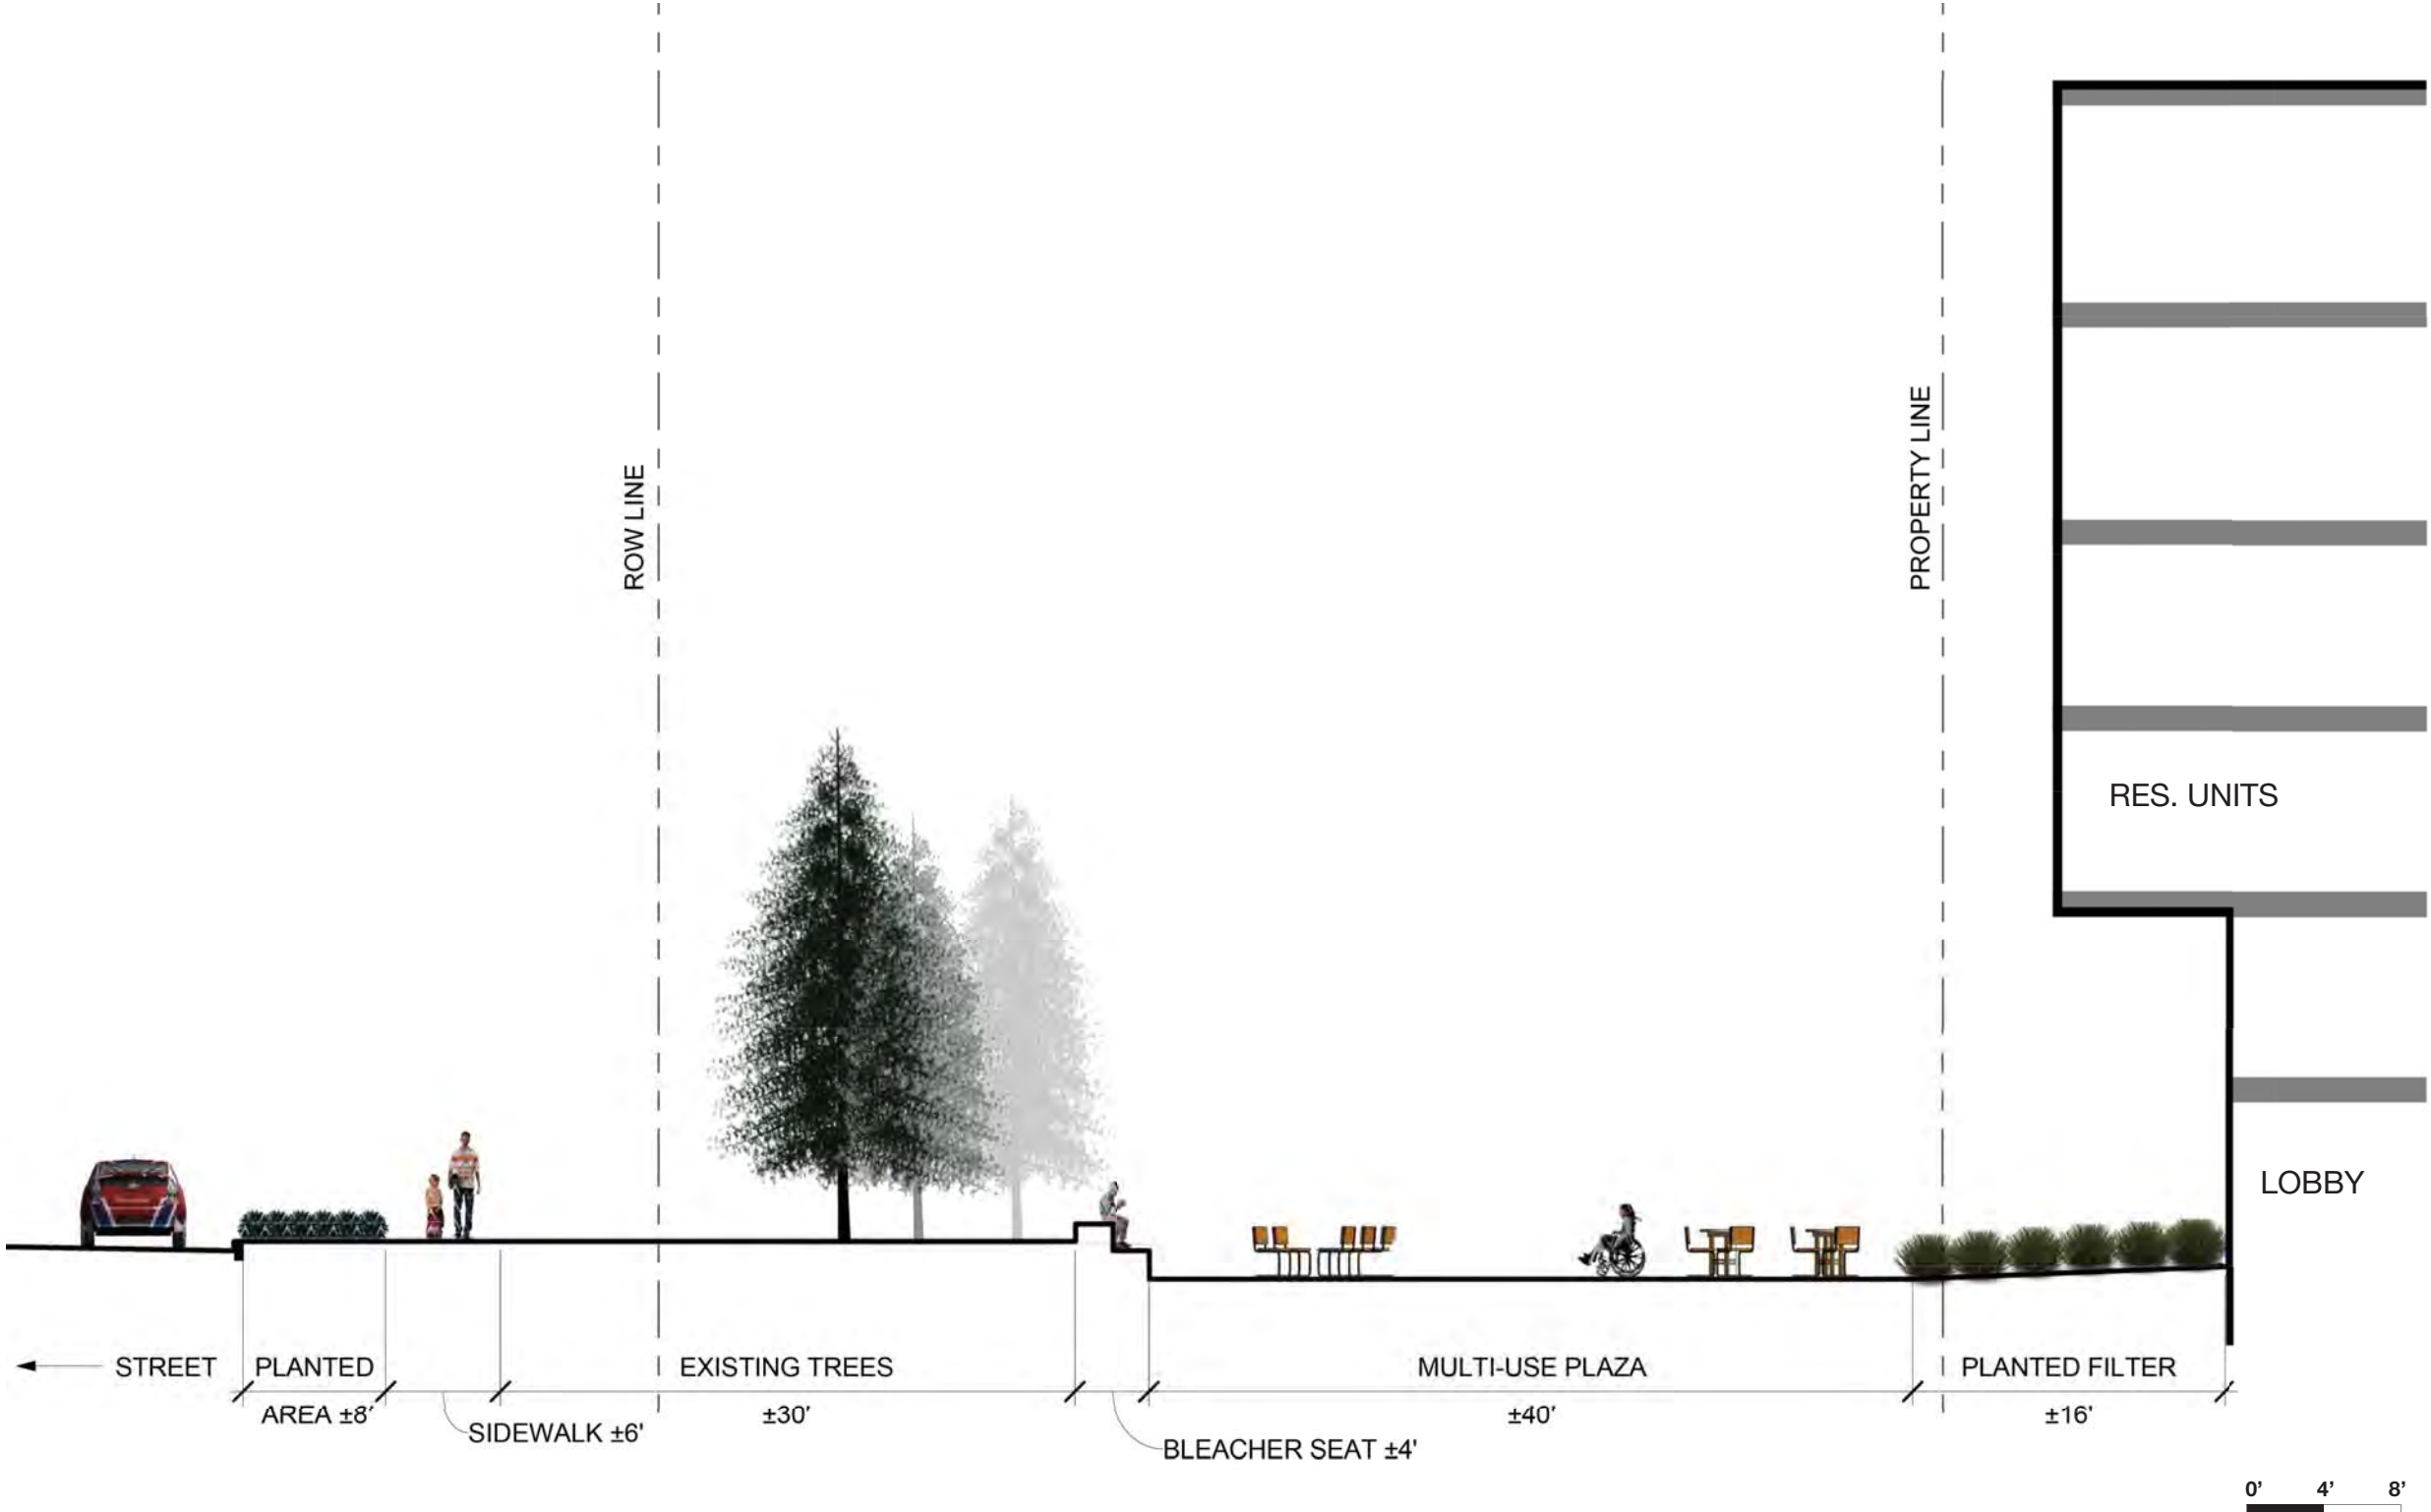 ROW LINE
PROPERTY LINE
RES. UNITS
LOBBY
STREET
PLANTED
AREA ±8'
SIDEWALK ±6'
EXISTING TREES
±30'
BLEACHER SEAT ±4'
MULTI-USE PLAZA
±40'
PLANTED FILTER
±16'
0' 4' 8'